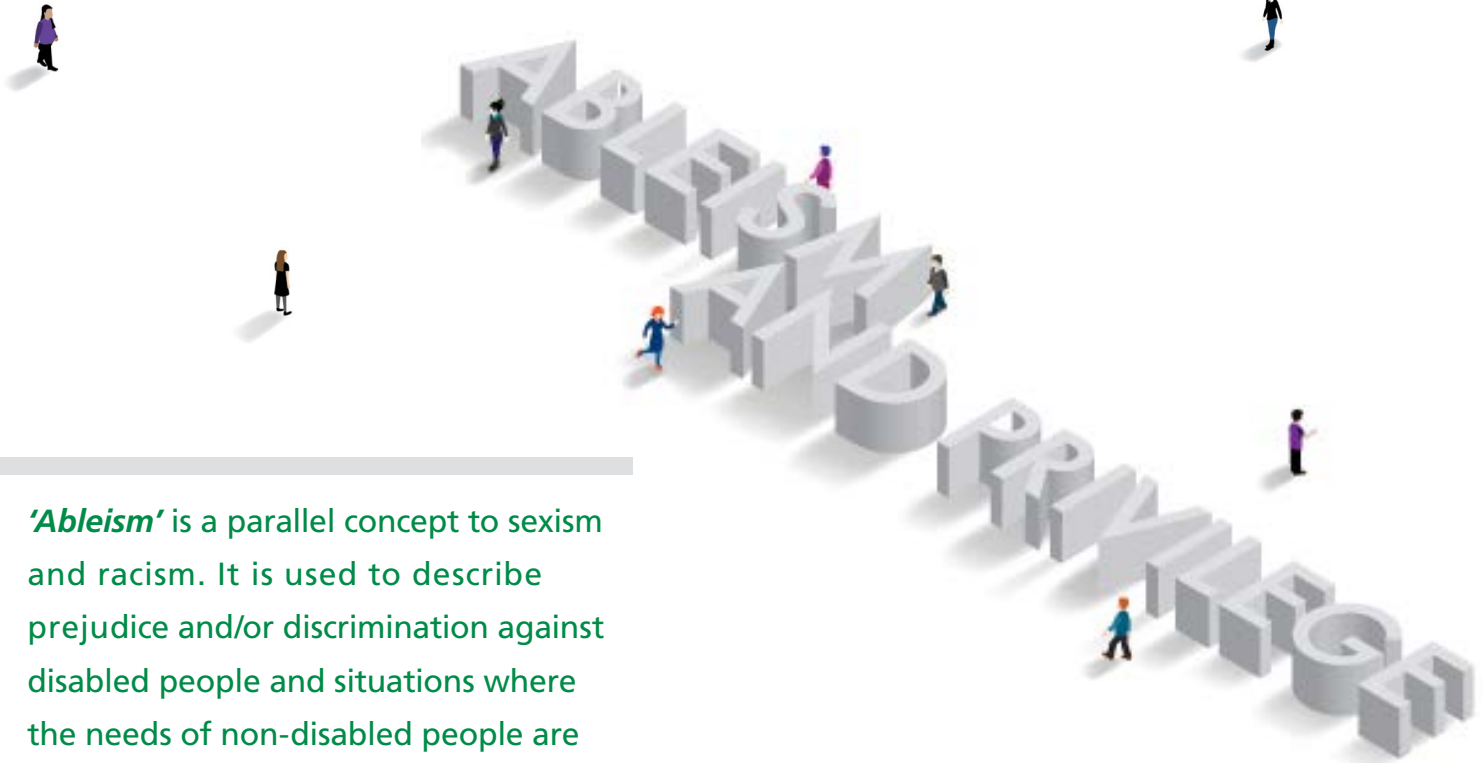 ABLEISM
AND
PRIVILEGE
‘Ableism’ is a parallel concept to sexism
and racism. It is used to describe
prejudice and/or discrimination against
disabled people and situations where
the needs of non-disabled people are